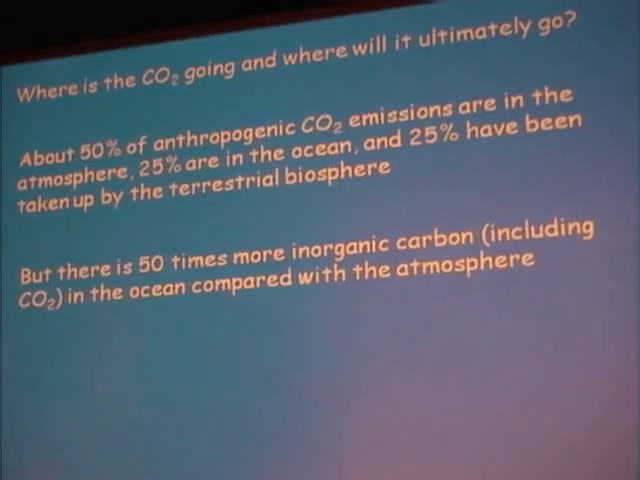 Where is the CO₂ going and where will it ultimately go?
About 50% of anthropogenic CO₂ emissions are in the
atmosphere, 25% are in the ocean, and 25% have been
taken up by the terrestrial biosphere
But there is 50 times more inorganic carbon (including
CO₂) in the ocean compared with the atmosphere